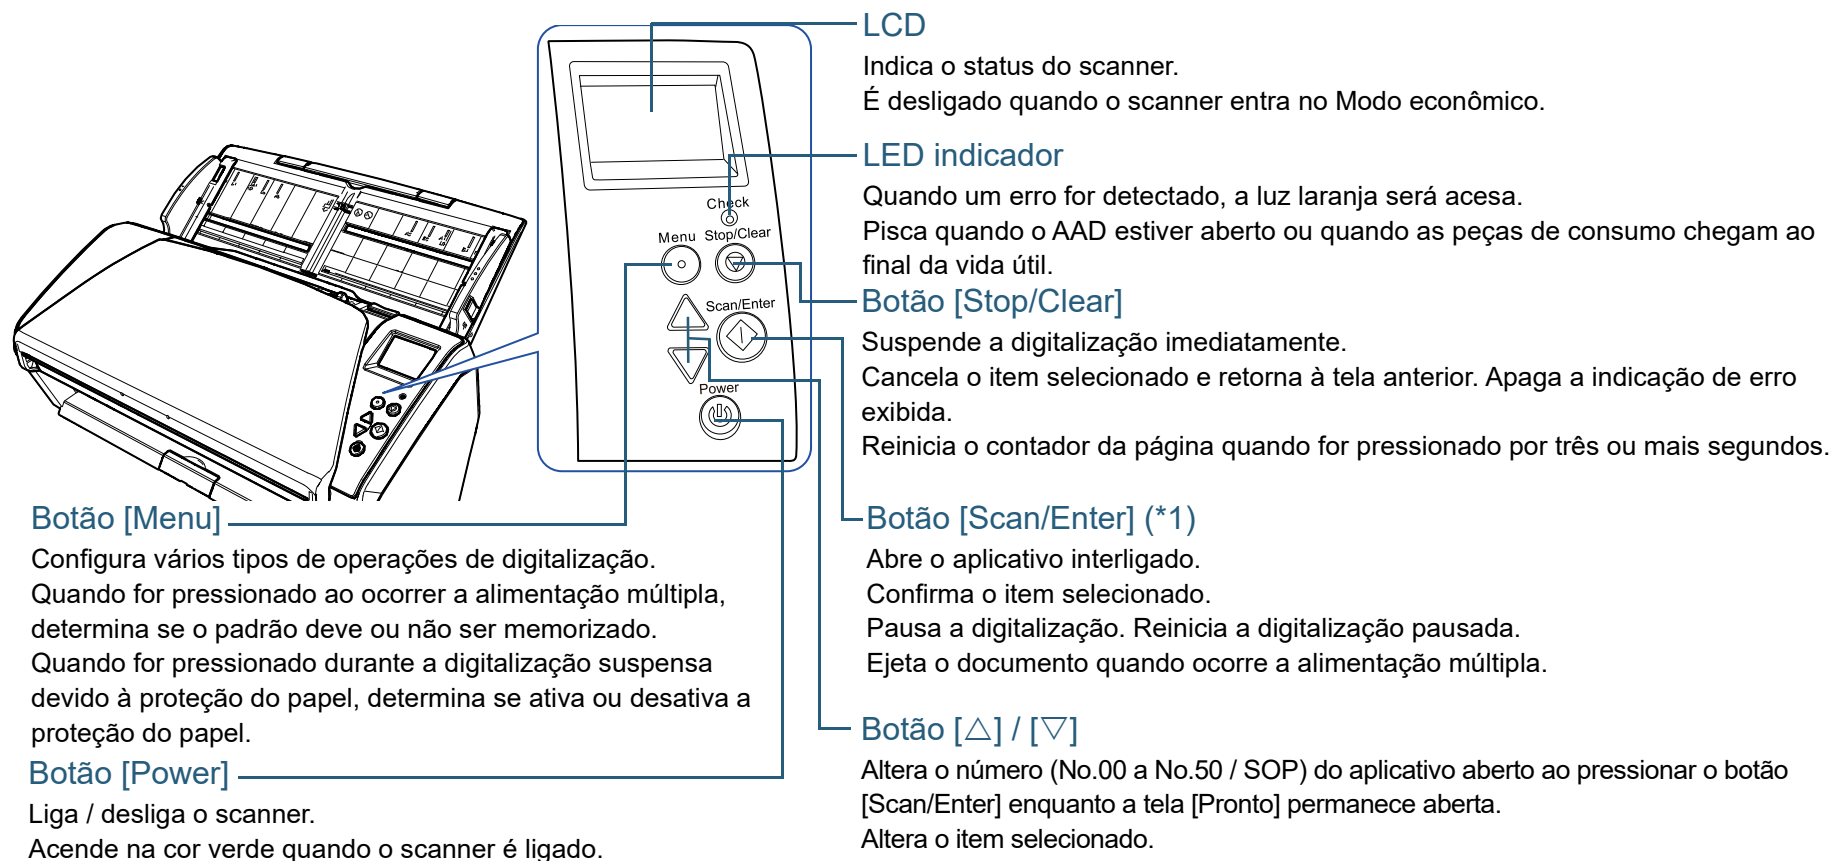 LCD
Indica o status do scanner.
É desligado quando o scanner entra no Modo econômico.
LED indicador
Quando um erro for detectado, a luz laranja será acesa.
Pisca quando o AAD estiver aberto ou quando as peças de consumo chegam ao
final da vida útil.
Check
Menu Stop/Clear
Scan/Enter
Power
Botão [Stop/Clear]
Suspende a digitalização imediatamente.
Cancela o item selecionado e retorna à tela anterior. Apaga a indicação de erro
exibida.
Reinicia o contador da página quando for pressionado por três ou mais segundos.
Botão [Menu]
Configura vários tipos de operações de digitalização.
Quando for pressionado ao ocorrer a alimentação múltipla,
determina se o padrão deve ou não ser memorizado.
Quando for pressionado durante a digitalização suspensa
devido à proteção do papel, determina se ativa ou desativa a
proteção do papel.
Botão [Power]
Liga / desliga o scanner.
Acende na cor verde quando o scanner é ligado.
Botão [Scan/Enter] (*1)
Abre o aplicativo interligado.
Confirma o item selecionado.
Pausa a digitalização. Reinicia a digitalização pausada.
Ejeta o documento quando ocorre a alimentação múltipla.
Botão [△] / [▽]
Altera o número (No.00 a No.50 / SOP) do aplicativo aberto ao pressionar o botão
[Scan/Enter] enquanto a tela [Pronto] permanece aberta.
Altera o item selecionado.